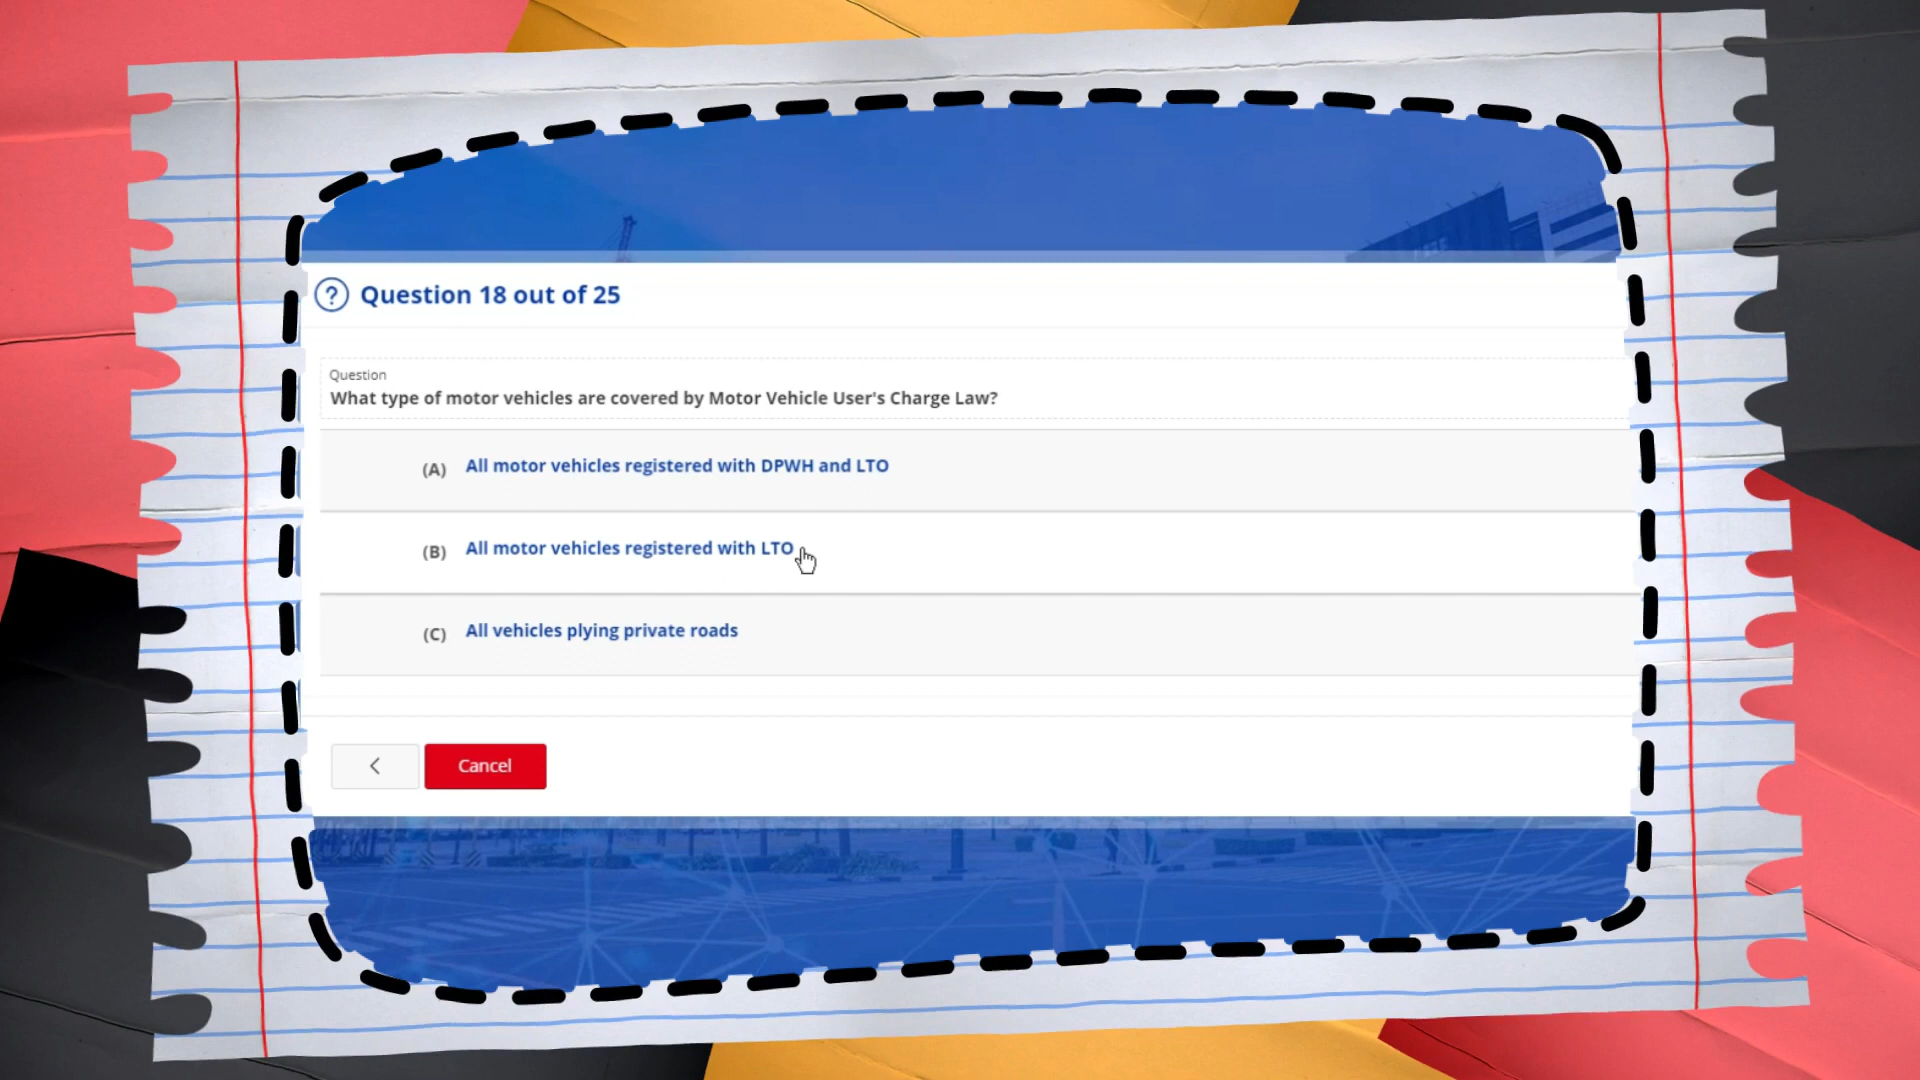 Question 18 out of 25
Question
What type of motor vehicles are covered by Motor Vehicle User's Charge Law?
(A) All motor vehicles registered with DPWH and LTO
(B) All motor vehicles registered with LTO
(C) All vehicles plying private roads
Cancel